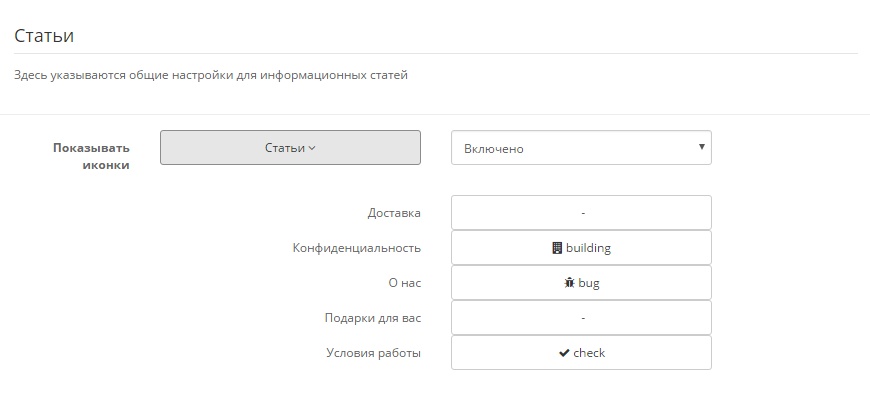 Статьи
Здесь указываются общие настройки для информационных статей
Показывать
иконки
Статьи
Включено
Доставка
-
Конфиденциальность
building
О нас
bug
Подарки для вас
-
Условия работы
check